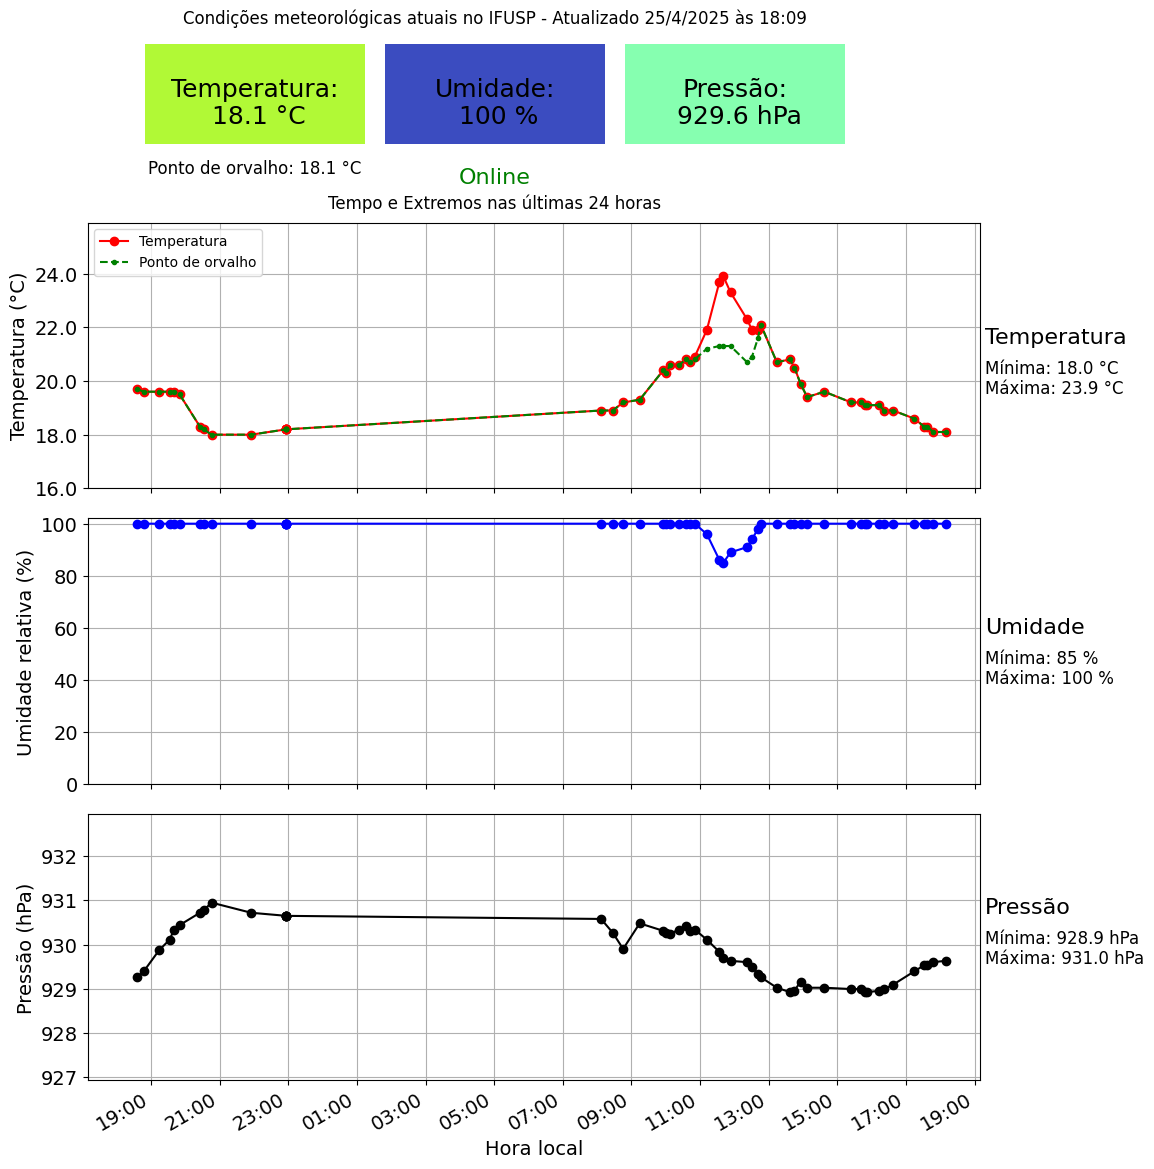 Condições meteorológicas atuais no IFUSP - Atualizado 25/4/2025 às 18:09
Temperatura:
18.1 °C
Umidade:
100 %
Pressão:
929.6 hPa
Ponto de orvalho: 18.1 °C
Online
Tempo e Extremos nas últimas 24 horas
Temperatura
Ponto de orvalho
Temperatura (°C)
24.0
22.0
20.0
18.0
16.0
Temperatura
Mínima: 18.0 °C
Máxima: 23.9 °C
Umidade relativa (%)
100
80
60
40
20
0
Umidade
Mínima: 85 %
Máxima: 100 %
Pressão (hPa)
932
931
930
929
928
927
Pressão
Mínima: 928.9 hPa
Máxima: 931.0 hPa
19:00
21:00
23:00
01:00
03:00
05:00
07:00
09:00
11:00
13:00
15:00
17:00
19:00
Hora local